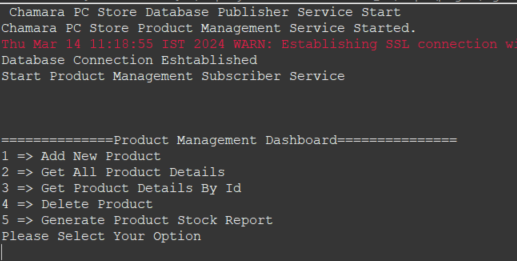 Chamara PC Store Database Publisher Service Start
Chamara PC Store Product Management Service Started.
Thu Mar 14 11:18:55 IST 2024 WARN: Establishing SSL connection
Database Connection Eshtablished
Start Product Management Subscriber Service
==============Product Management Dashboard===============
1 => Add New Product
2 => Get All Product Details
3 => Get Product Details By Id
4 => Delete Product
5 => Generate Product Stock Report
Please Select Your Option